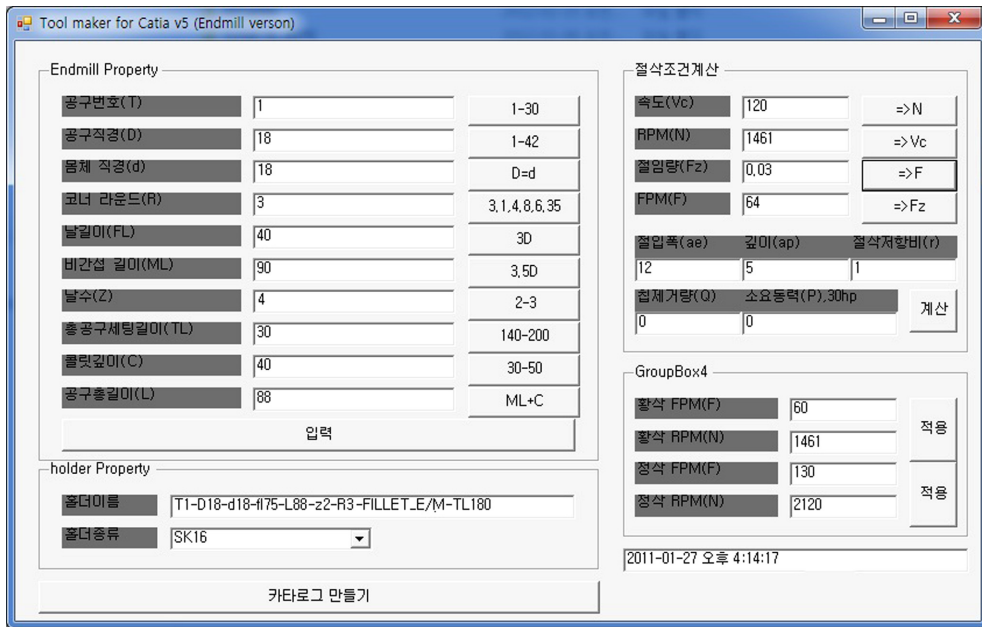 Tool maker for Catia v5 (Endmill verson)
Endmill Property
공구번호(T) 1 1-30
공구직경(D) 18 1-42
몸체 직경(d) 18 D=d
코너 라운드(R) 3 3,1,4,8,6,35
날길이(FL) 40 3D
비간섭 길이(ML) 90 3,5D
날수(Z) 4 2-3
총공구세팅길이(TL) 30 140-200
콜릿깊이(C) 40 30-50
공구총길이(L) 88 ML+C
입력
holder Property
홀더이름 T1-D18-d18-fl75-L88-z2-R3-FILLET_E/M-TL180
홀더종류 SK16
카타로그 만들기
절삭조건계산
속도(Vc) 120 =>N
RPM(N) 1461 =>Vc
절임량(Fz) 0,03 =>F
FPM(F) 64 =>Fz
절입폭(ae) 깊이(ap) 절삭저항비(r)
12 5 1
칩제거량(Q) 소요동력(P),30hp
0 0 계산
GroupBox4
황삭 FPM(F) 60
황삭 RPM(N) 1461 적용
정삭 FPM(F) 130
정삭 RPM(N) 2120 적용
2011-01-27 오후 4:14:17